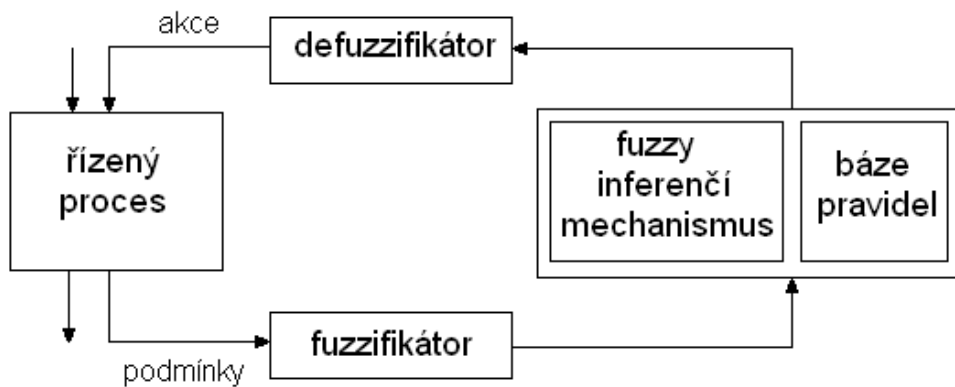 akce
defuzzifikátor
řízený
proces
fuzzy
inferenčí
mechanismus
báze
pravidel
fuzzifikátor
podmínky